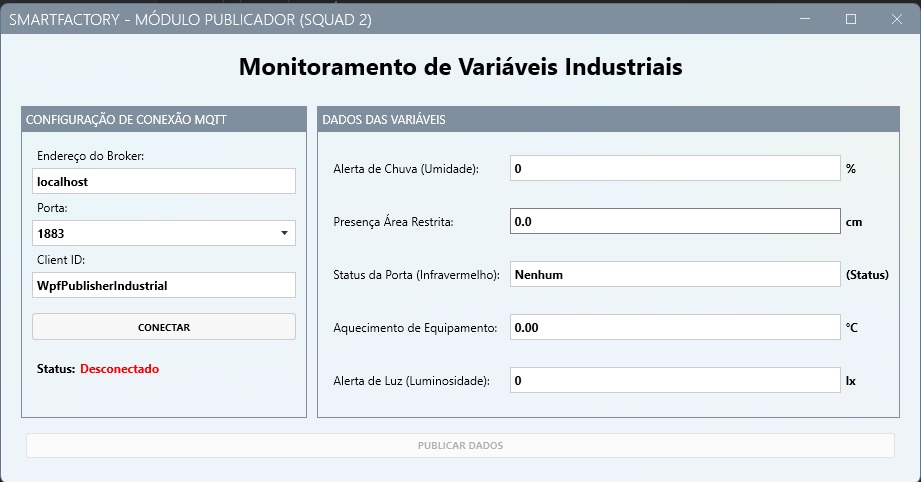 SMARTFACTORY - MÓDULO PUBLICADOR (SQUAD 2)
Monitoramento de Variáveis Industriais
CONFIGURAÇÃO DE CONEXÃO MQTT
Endereço do Broker:
localhost
Porta:
1883
Client ID:
WpfPublisherIndustrial
CONECTAR
Status: Desconectado
DADOS DAS VARIÁVEIS
Alerta de Chuva (Umidade): 0 %
Presença Área Restrita: 0.0 cm
Status da Porta (Infravermelho): Nenhum (Status)
Aquecimento de Equipamento: 0.00 °C
Alerta de Luz (Luminosidade): 0 lx
PUBLICAR DADOS